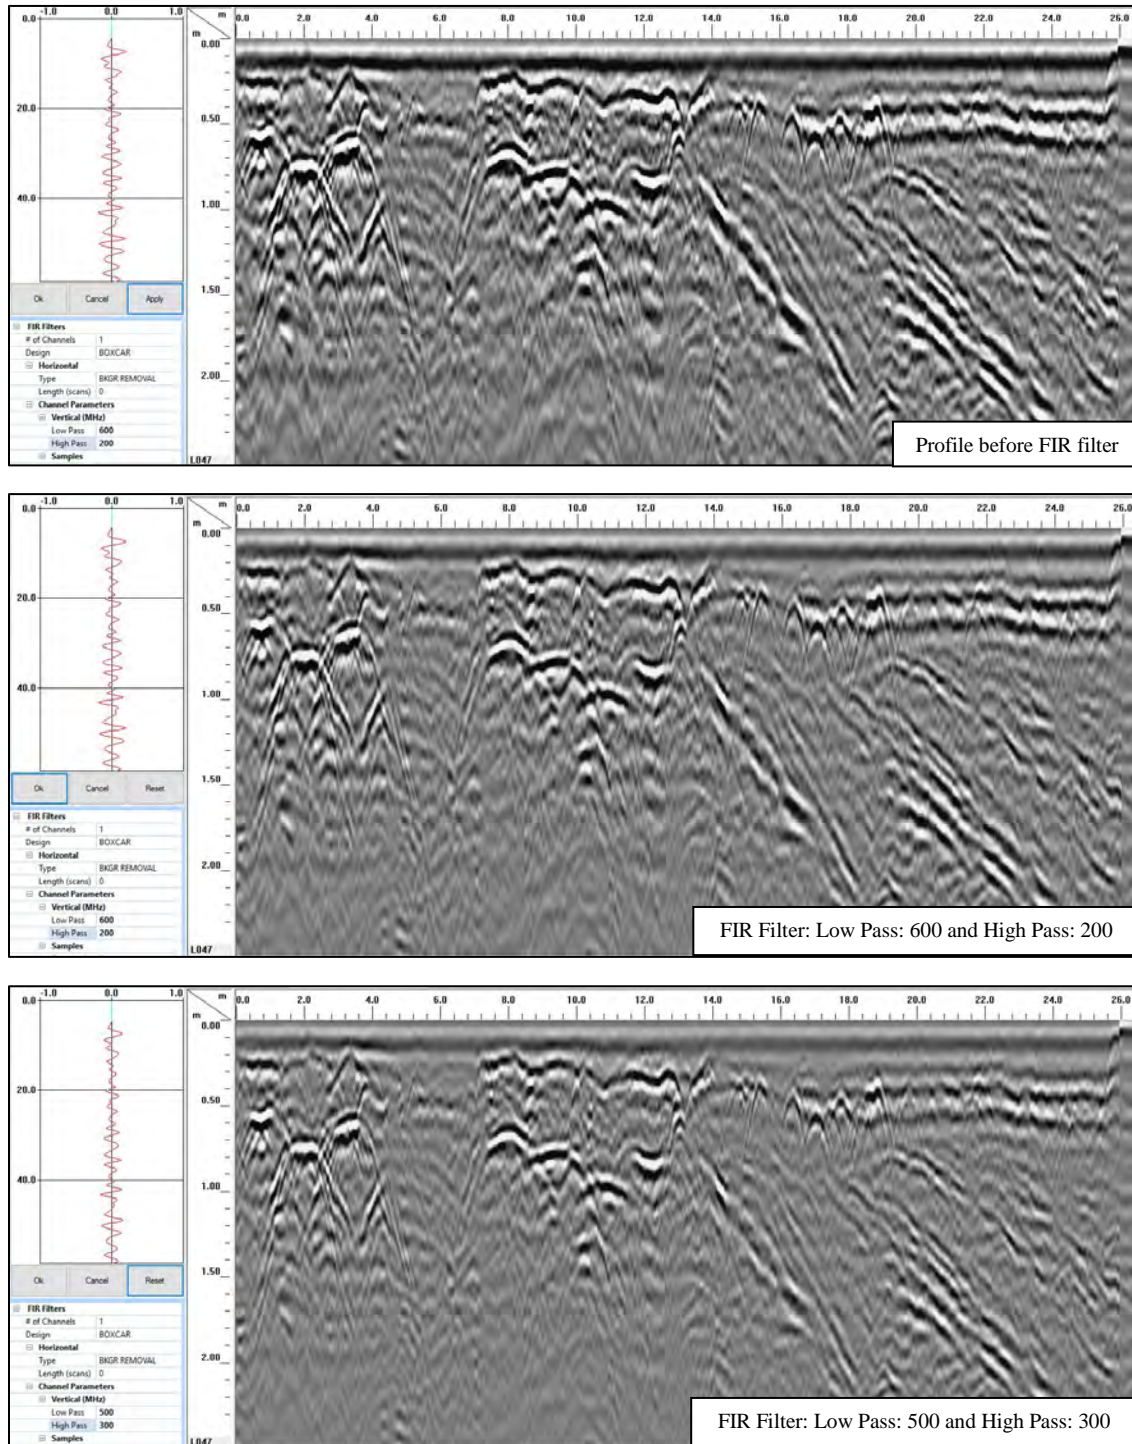 -1.0 0.0 1.0
0.0
20.0
40.0
Ok Cancel Apply
FIR Filters
# of Channels 1
Design BOXCAR
Horizontal
Type BKGR REMOVAL
Length (scans) 0
Channel Parameters
Vertical (MHz)
Low Pass 600
High Pass 200
Samples
m
m
0.0 2.0 4.0 6.0 8.0 10.0 12.0 14.0 16.0 18.0 20.0 22.0 24.0 26.0
0.00
0.50
1.00
1.50
2.00
L047
Profile before FIR filter
-1.0 0.0 1.0
0.0
20.0
40.0
Ok Cancel Reset
FIR Filters
# of Channels 1
Design BOXCAR
Horizontal
Type BKGR REMOVAL
Length (scans) 0
Channel Parameters
Vertical (MHz)
Low Pass 600
High Pass 200
Samples
m
m
0.0 2.0 4.0 6.0 8.0 10.0 12.0 14.0 16.0 18.0 20.0 22.0 24.0 26.0
0.00
0.50
1.00
1.50
2.00
L047
FIR Filter: Low Pass: 600 and High Pass: 200
-1.0 0.0 1.0
0.0
20.0
40.0
Ok Cancel Reset
FIR Filters
# of Channels 1
Design BOXCAR
Horizontal
Type BKGR REMOVAL
Length (scans) 0
Channel Parameters
Vertical (MHz)
Low Pass 500
High Pass 300
Samples
m
m
0.0 2.0 4.0 6.0 8.0 10.0 12.0 14.0 16.0 18.0 20.0 22.0 24.0 26.0
0.00
0.50
1.00
1.50
2.00
L047
FIR Filter: Low Pass: 500 and High Pass: 300